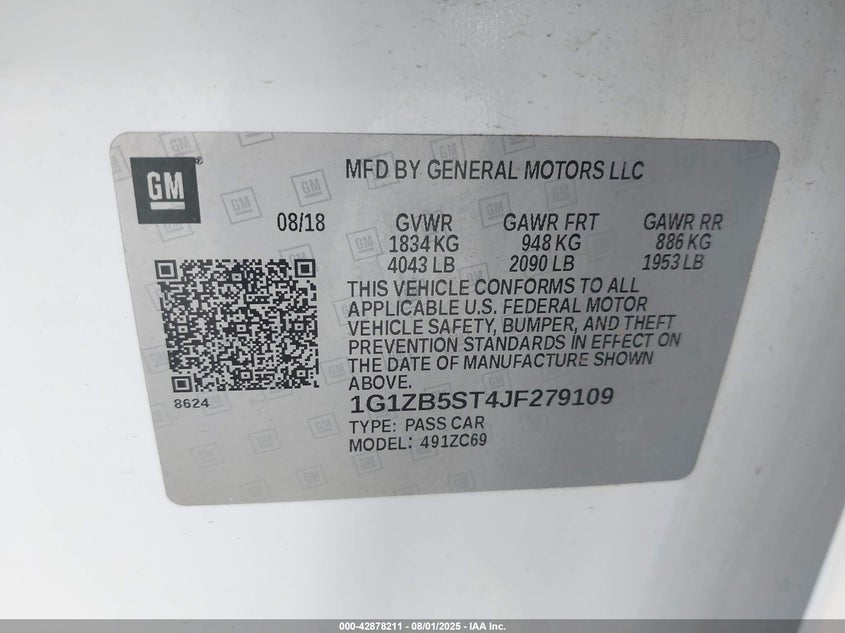 GM
MFD BY GENERAL MOTORS LLC
08/18 GVWR GAWR FRT GAWR RR
1834 KG 948 KG 886 KG
4043 LB 2090 LB 1953 LB
THIS VEHICLE CONFORMS TO ALL
APPLICABLE U.S. FEDERAL MOTOR
VEHICLE SAFETY, BUMPER, AND THEFT
PREVENTION STANDARDS IN EFFECT ON
THE DATE OF MANUFACTURE SHOWN
ABOVE.
8624
1G1ZB5ST4JF279109
TYPE: PASS CAR
MODEL: 491ZC69
000-42878211 - 08/01/2025 - IAA Inc.